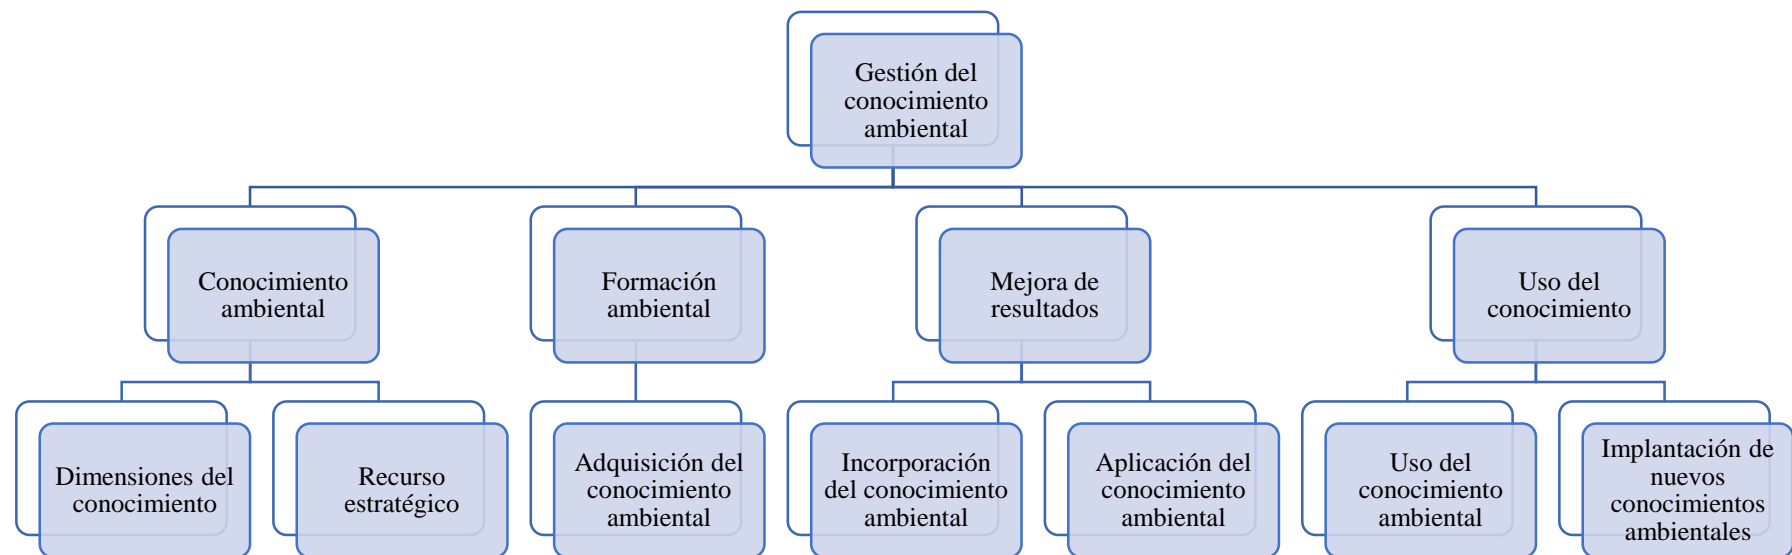 Gestión del
conocimiento
ambiental
Conocimiento
ambiental
Formación
ambiental
Mejora de
resultados
Uso del
conocimiento
Dimensiones del
conocimiento
Recurso
estratégico
Adquisición del
conocimiento
ambiental
Incorporación
del conocimiento
ambiental
Aplicación del
conocimiento
ambiental
Uso del
conocimiento
ambiental
Implantación de
nuevos
conocimientos
ambientales